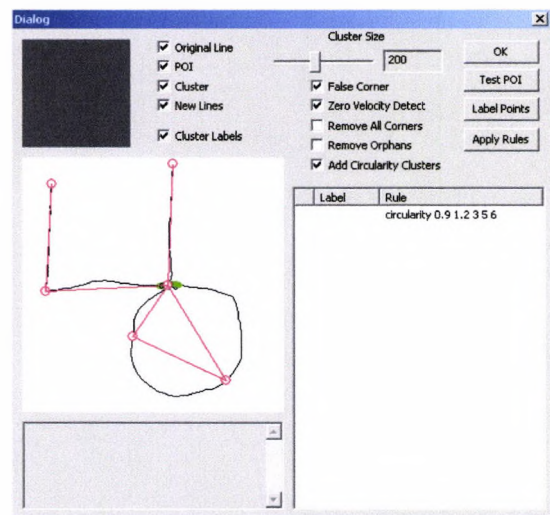 Dialog
Original Line
POI
Cluster
New Lines
Cluster Labels
Cluster Size
200
False Corner
Zero Velocity Detect
Remove All Corners
Remove Orphans
Add Circularity Clusters
OK
Test POI
Label Points
Apply Rules
Label Rule
circularity 0.9 1.2 3 5 6